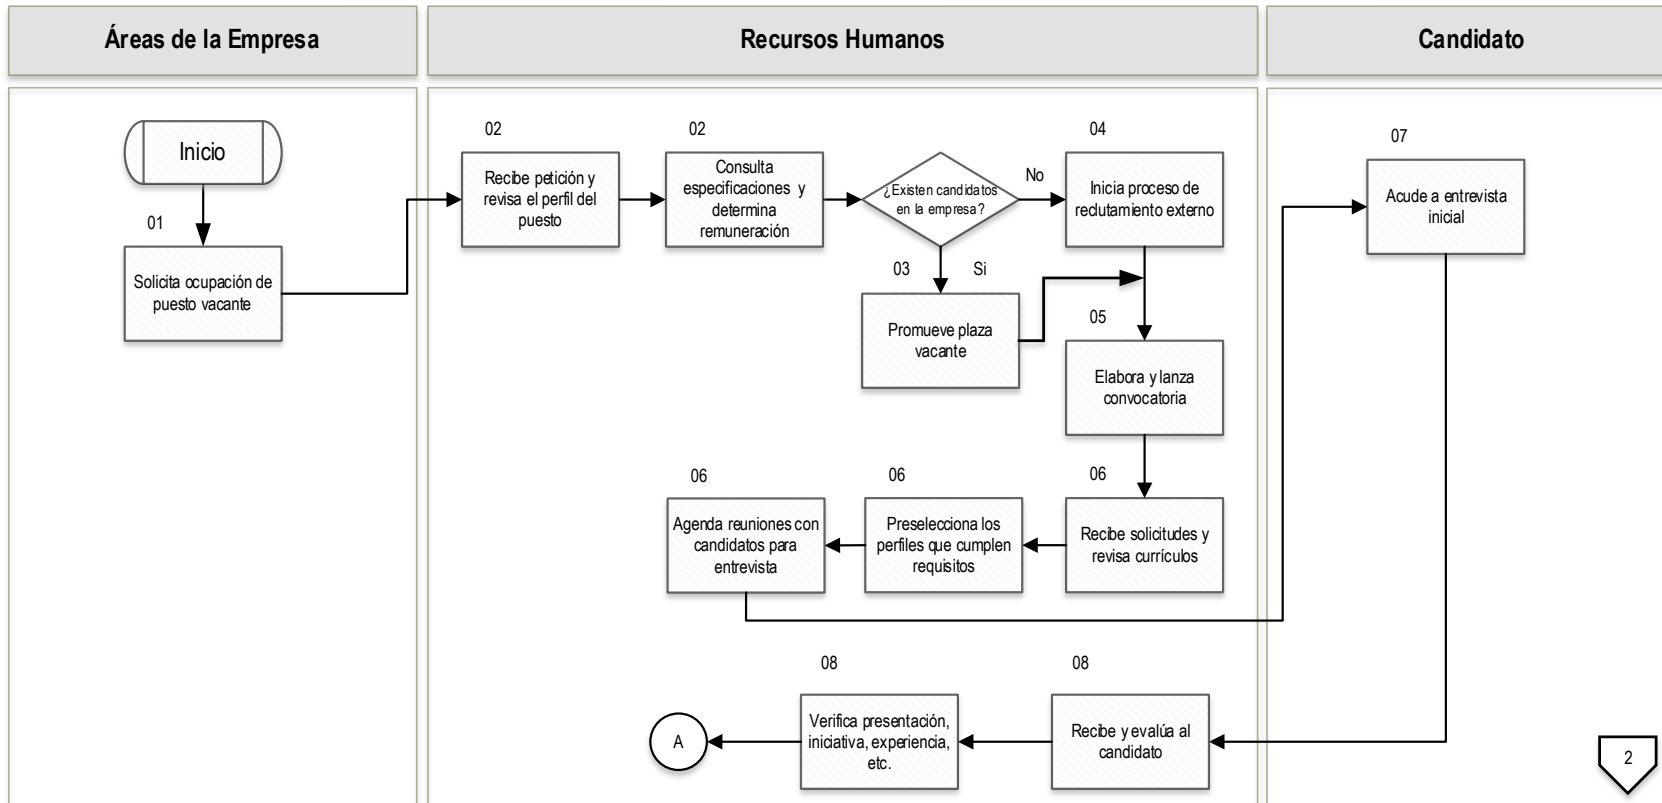 Áreas de la Empresa
Recursos Humanos
Candidato
Inicio
01
Solicita ocupación de
puesto vacante
02
Recibe petición y
revisa el perfil del
puesto
02
Consulta
especificaciones y
determina
remuneración
¿Existen candidatos
en la empresa?
No
Si
03
Promueve plaza
vacante
04
Inicia proceso de
reclutamiento externo
05
Elabora y lanza
convocatoria
06
Recibe solicitudes y
revisa currículos
06
Preselecciona los
perfiles que cumplen
requisitos
06
Agenda reuniones con
candidatos para
entrevista
07
Acude a entrevista
inicial
08
Recibe y evalúa al
candidato
08
Verifica presentación,
iniciativa, experiencia,
etc.
A
2